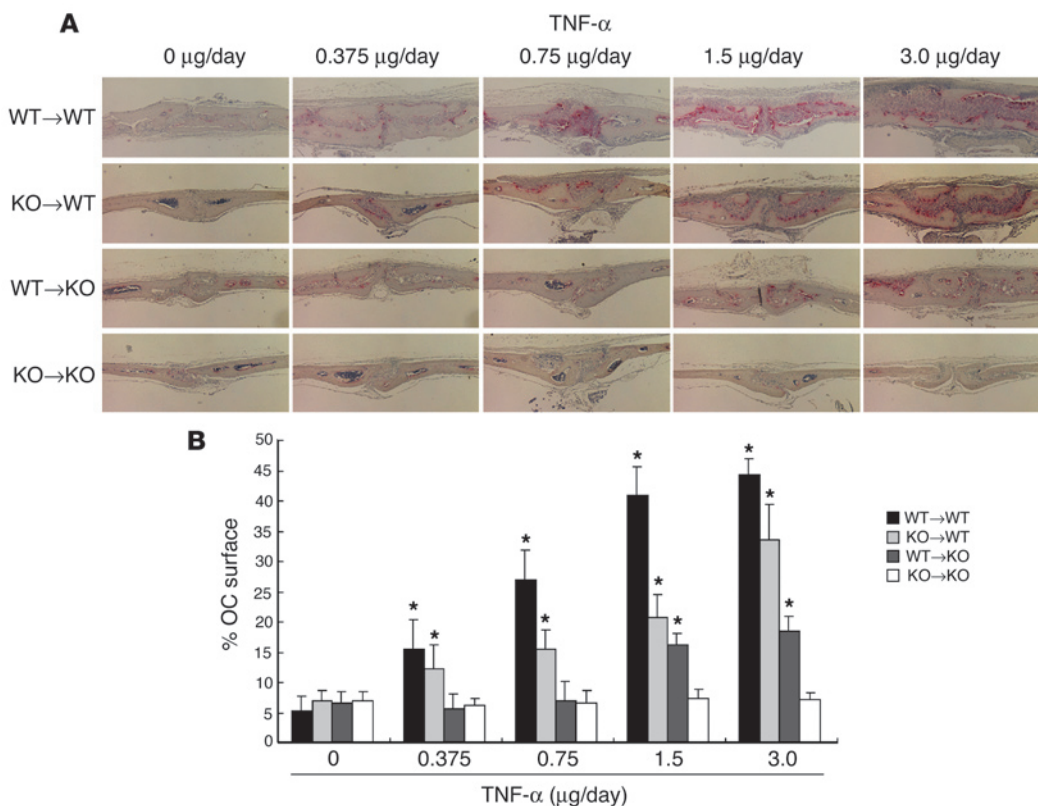 A
TNF-α
0 µg/day 0.375 µg/day 0.75 µg/day 1.5 µg/day 3.0 µg/day
WT→WT
KO→WT
WT→KO
KO→KO
B
% OC surface
50
45
40
35
30
25
20
15
10
5
0
* * * * * * * * * *
WT→WT
KO→WT
WT→KO
KO→KO
0 0.375 0.75 1.5 3.0
TNF-α (µg/day)